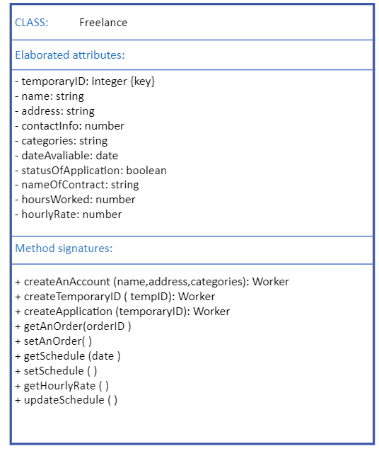 CLASS: Freelance
Elaborated attributes:
- temporaryID: integer {key}
- name: string
- address: string
- contactInfo: number
- categories: string
- dateAvaliable: date
- statusOfApplication: boolean
- nameOfContract: string
- hoursWorked: number
- hourlyRate: number
Method signatures:
+ createAnAccount (name,address,categories): Worker
+ createTemporaryID ( tempID): Worker
+ createApplication (temporaryID): Worker
+ getAnOrder(orderID )
+ setAnOrder( )
+ getSchedule (date )
+ setSchedule ( )
+ getHourlyRate ( )
+ updateSchedule ( )